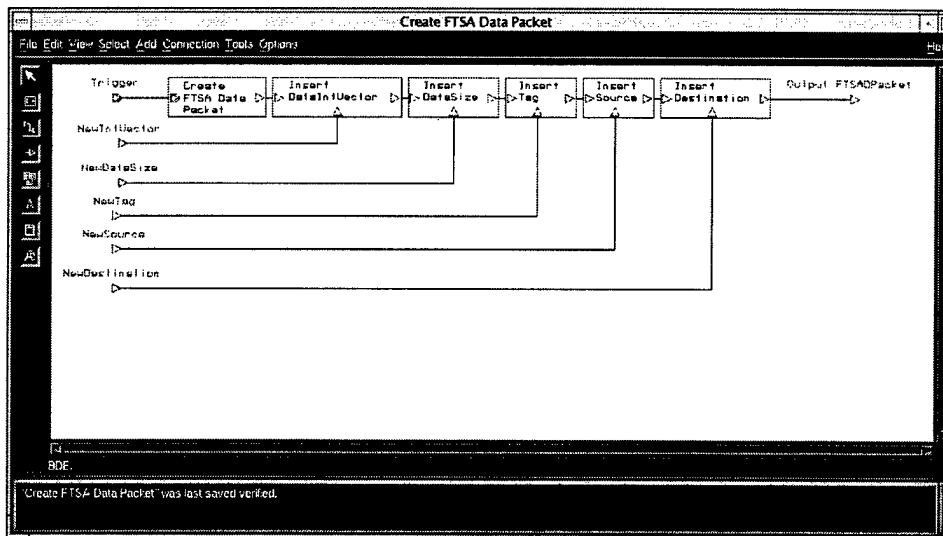 Create FTSA Data Packet
File Edit View Select Add Connection Tools Options
Trigger
Create
FTSA Data
Packet
Insert
DataIntVector
Insert
DataSize
Insert
Tag
Insert
Source
Insert
Destination
Output FTSADPacket
NewIntVector
NewDataSize
NewTag
NewSource
NewDestination
BDE.
"Create FTSA Data Packet" was last saved verified.